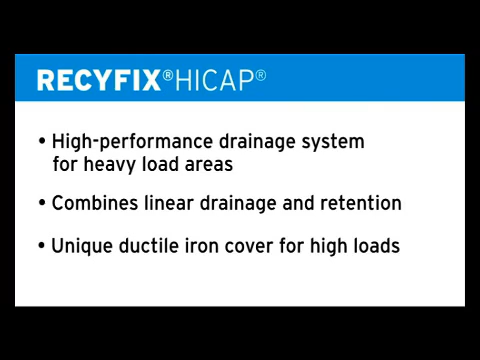 RECYFIX®HICAP®
• High-performance drainage system
for heavy load areas
• Combines linear drainage and retention
• Unique ductile iron cover for high loads